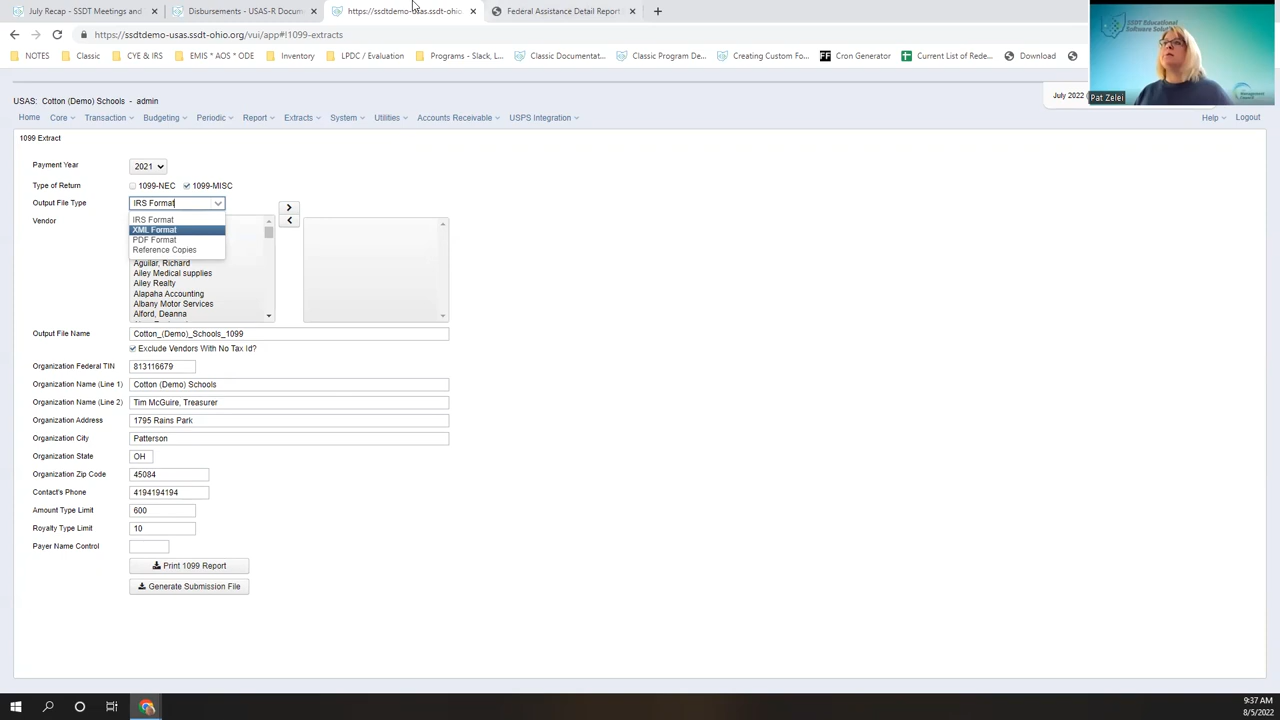 July Recap - SSDT Meetings and
Disbursements - USAS-R Docum
https://ssdtdemo-usas.ssdt-ohio
Federal Assistance Detail Report
https://ssdtdemo-usas.ssdt-ohio.org/vui/app#!1099-extracts
NOTES
Classic
CYE & IRS
EMIS * AOS * ODE
Inventory
LPDC / Evaluation
Programs - Slack, L...
Classic Documentat...
Classic Program De...
Creating Custom Fo...
FF
Cron Generator
Current List of Rede...
Download
SSDT Educational
Software
Management
Council
Pat Zelei
USAS: Cotton (Demo) Schools - admin
July 2022
Home Core Transaction Budgeting Periodic Report Extracts System Utilities Accounts Receivable USPS Integration Help Logout
1099 Extract
Payment Year 2021
Type of Return 1099-NEC 1099-MISC
Output File Type IRS Format
Vendor
IRS Format
XML Format
PDF Format
Reference Copies
Aguilar, Richard
Ailey Medical supplies
Ailey Realty
Alapaha Accounting
Albany Motor Services
Alford, Deanna
Output File Name Cotton_(Demo)_Schools_1099
Exclude Vendors With No Tax Id?
Organization Federal TIN 813116679
Organization Name (Line 1) Cotton (Demo) Schools
Organization Name (Line 2) Tim McGuire, Treasurer
Organization Address 1795 Rains Park
Organization City Patterson
Organization State OH
Organization Zip Code 45084
Contact's Phone 4194194194
Amount Type Limit 600
Royalty Type Limit 10
Payer Name Control
Print 1099 Report
Generate Submission File
9:37 AM
8/5/2022